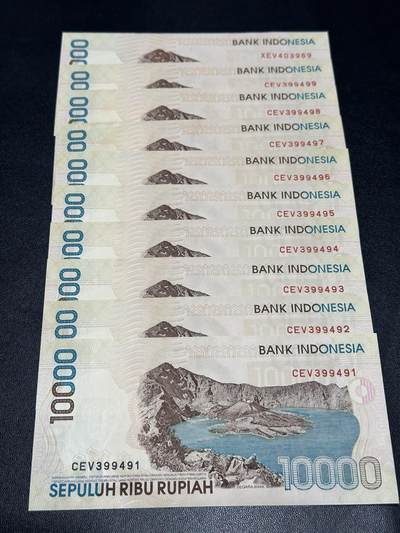 BANK INDONESIA
XEV403969
BANK INDONESIA
CEV399499
BANK INDONESIA
CEV399498
BANK INDONESIA
CEV399497
BANK INDONESIA
CEV399496
BANK INDONESIA
CEV399495
BANK INDONESIA
CEV399494
BANK INDONESIA
CEV399493
BANK INDONESIA
CEV399492
BANK INDONESIA
CEV399491
10000
CEV399491
10000
SEPULUH RIBU RUPIAH